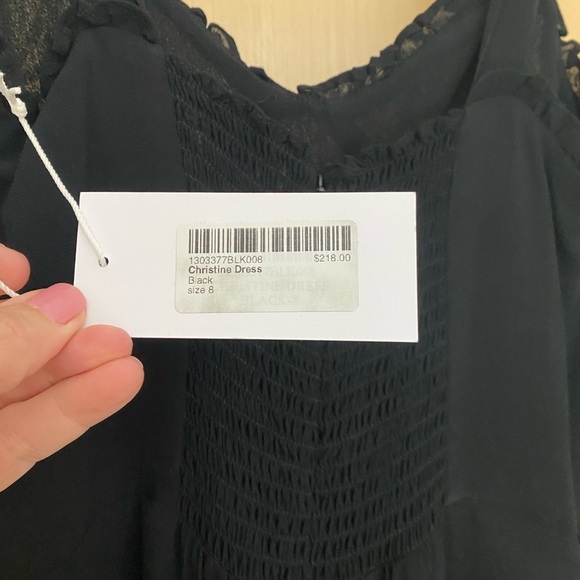 1303377BLK008 $218.00
Christine Dress
Black
size 8